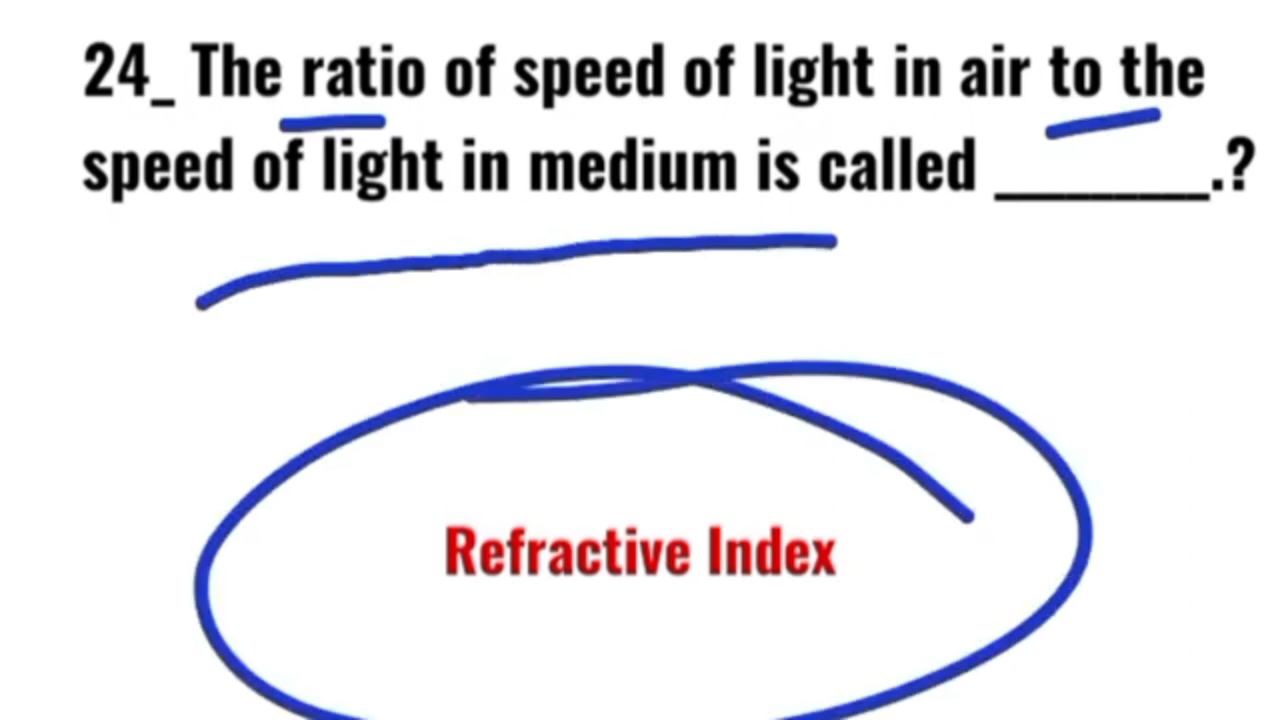 24_ The ratio of speed of light in air to the
speed of light in medium is called ________.?
Refractive Index